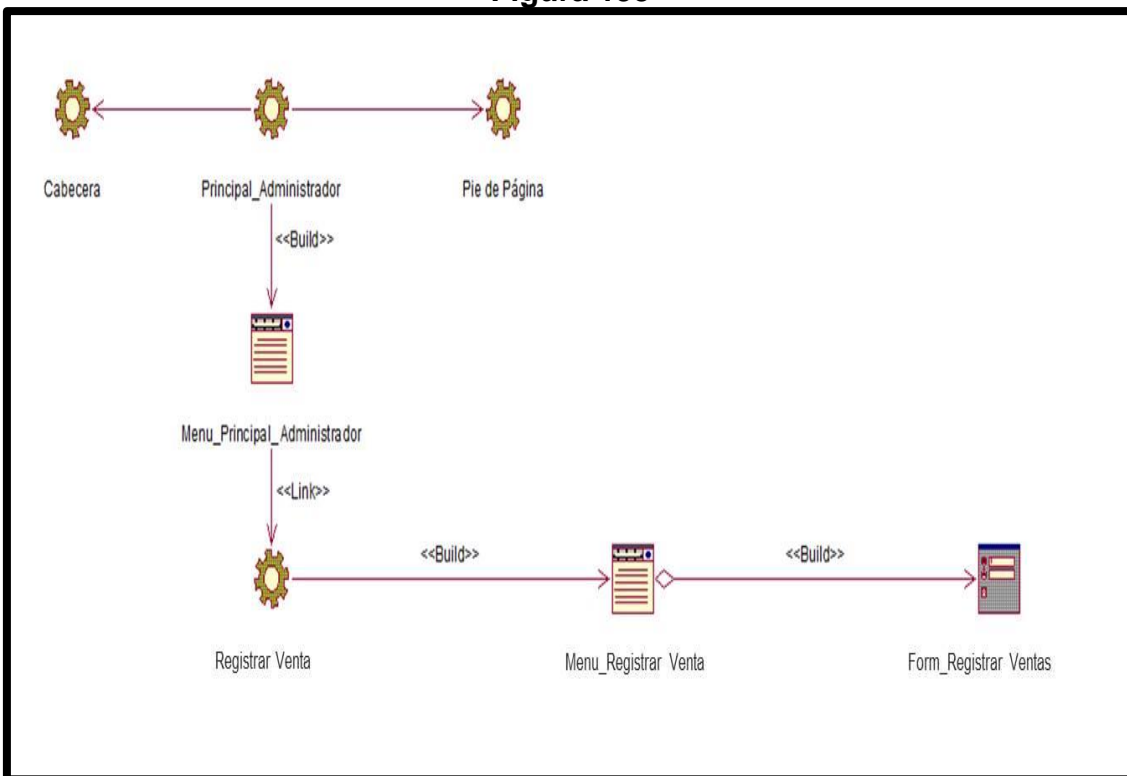 Cabecera
Principal_Administrador
Pie de Página
<<Build>>
Menu_Principal_Administrador
<<Link>>
<<Build>>
<<Build>>
Registrar Venta
Menu_Registrar Venta
Form_Registrar Ventas